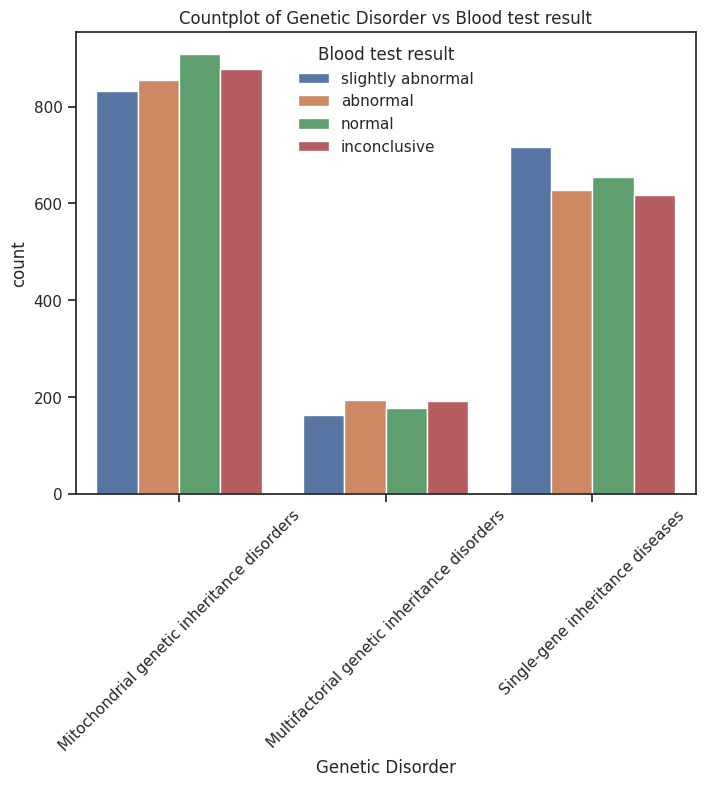 Countplot of Genetic Disorder vs Blood test result
Blood test result
slightly abnormal
abnormal
normal
inconclusive
count
800
600
400
200
0
Mitochondrial genetic inheritance disorders
Multifactorial genetic inheritance disorders
Single-gene inheritance diseases
Genetic Disorder